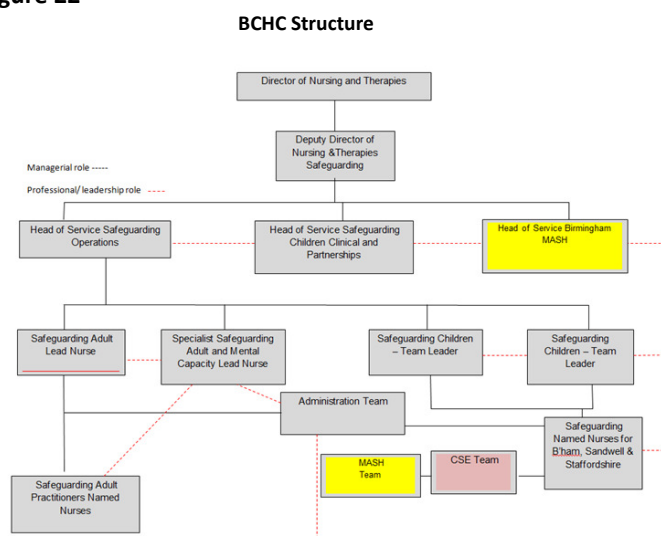 BCHC Structure
Director of Nursing and Therapies
Deputy Director of
Nursing &Therapies
Safeguarding
Managerial role -----
Professional/ leadership role ----
Head of Service Safeguarding
Operations
Head of Service Safeguarding
Children Clinical and
Partnerships
Head of Service Birmingham
MASH
Safeguarding Adult
Lead Nurse
Specialist Safeguarding
Adult and Mental
Capacity Lead Nurse
Safeguarding Children
– Team Leader
Safeguarding
Children – Team
Leader
Administration Team
Safeguarding
Named Nurses for
B'ham, Sandwell &
Staffordshire
MASH
Team
CSE Team
Safeguarding Adult
Practitioners Named
Nurses